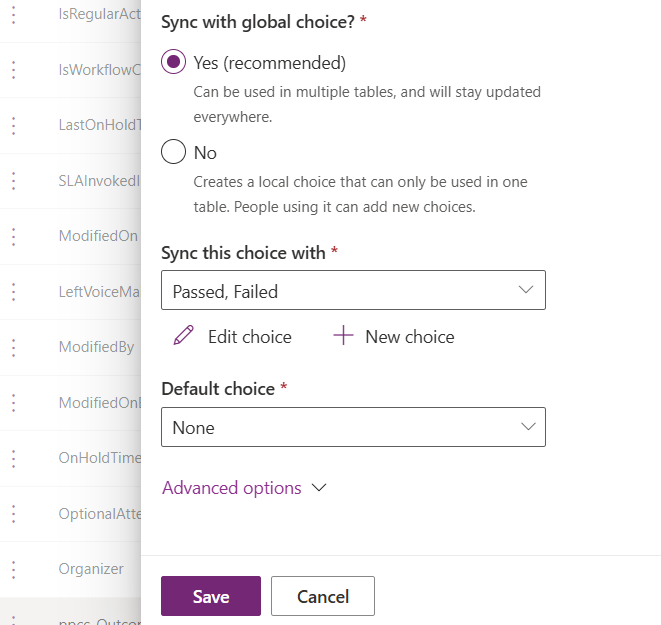 IsRegularAct
IsWorkflowC
LastOnHoldT
SLAInvokedI
ModifiedOn
LeftVoiceMa
ModifiedBy
ModifiedOnB
OnHoldTime
OptionalAtte
Organizer
Sync with global choice? *
Yes (recommended)
Can be used in multiple tables, and will stay updated
everywhere.
No
Creates a local choice that can only be used in one
table. People using it can add new choices.
Sync this choice with *
Passed, Failed
Edit choice
New choice
Default choice *
None
Advanced options
Save
Cancel